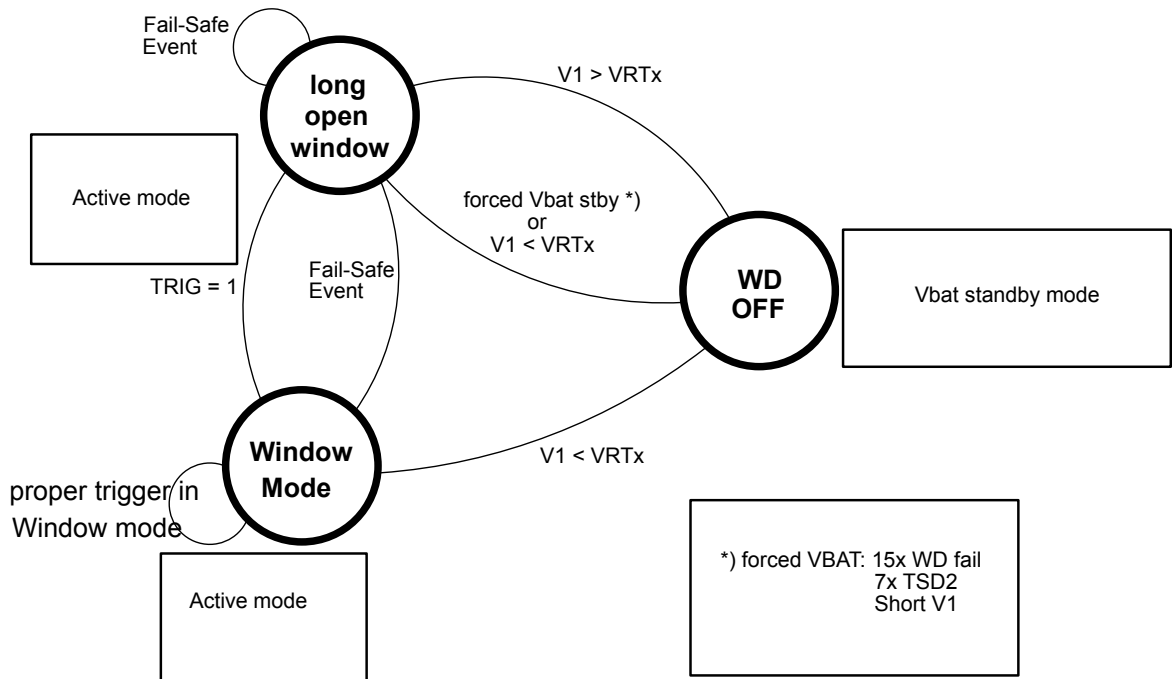 Fail-Safe
Event
long
open
window
V1 > VRTx
Active mode
forced Vbat stby *)
or
V1 < VRTx
TRIG = 1
Fail-Safe
Event
WD
OFF
Vbat standby mode
Window
Mode
V1 < VRTx
proper trigger in
Window mode
Active mode
*) forced VBAT: 15x WD fail
7x TSD2
Short V1